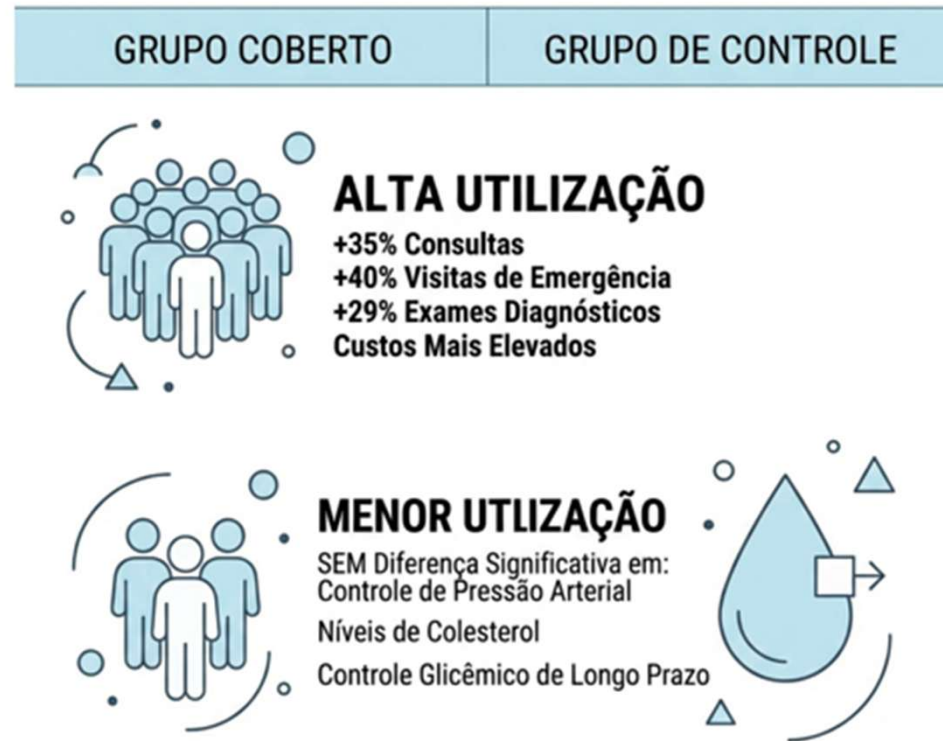 GRUPO COBERTO
GRUPO DE CONTROLE
ALTA UTILIZAÇÃO
+35% Consultas
+40% Visitas de Emergência
+29% Exames Diagnósticos
Custos Mais Elevados
MENOR UTLIZAÇÃO
SEM Diferença Significativa em:
Controle de Pressão Arterial
Níveis de Colesterol
Controle Glicêmico de Longo Prazo